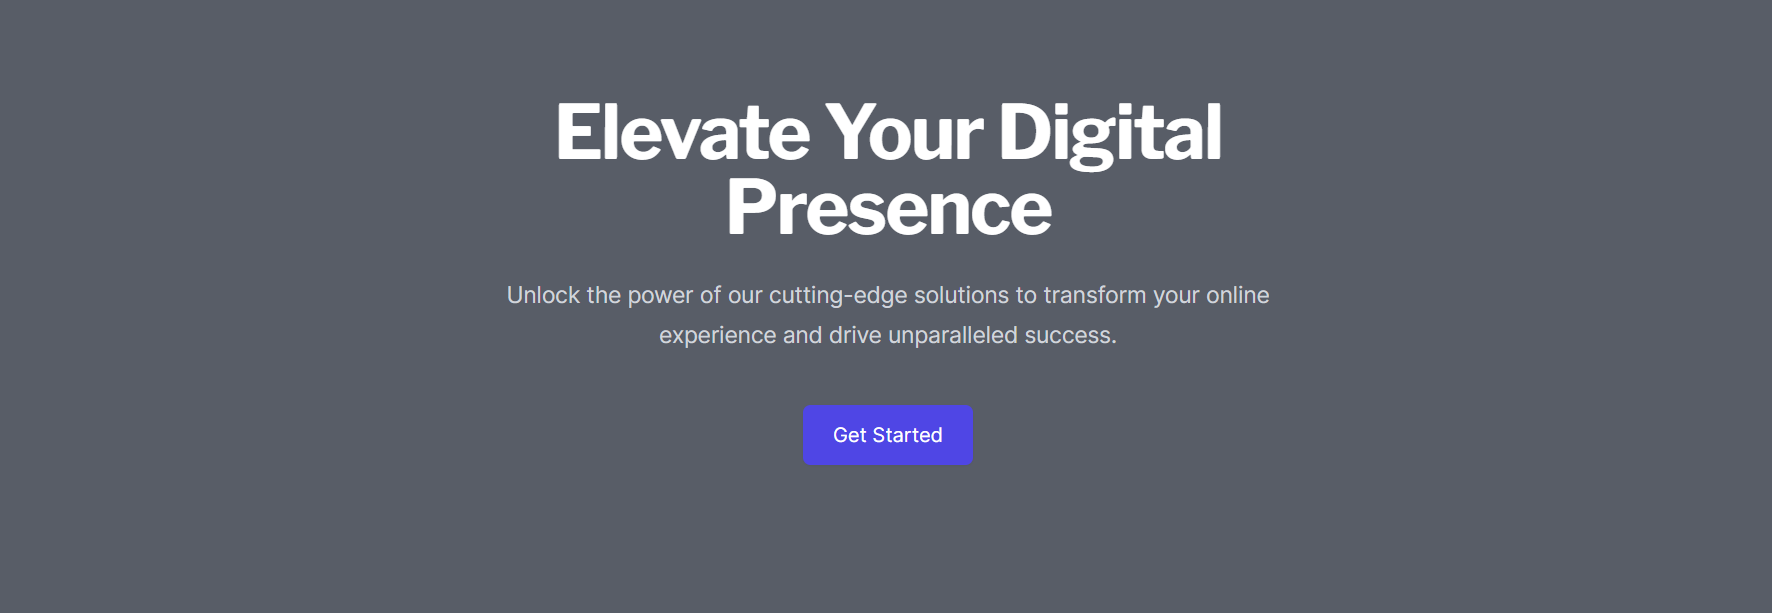 Elevate Your Digital
Presence
Unlock the power of our cutting-edge solutions to transform your online
experience and drive unparalleled success.
Get Started